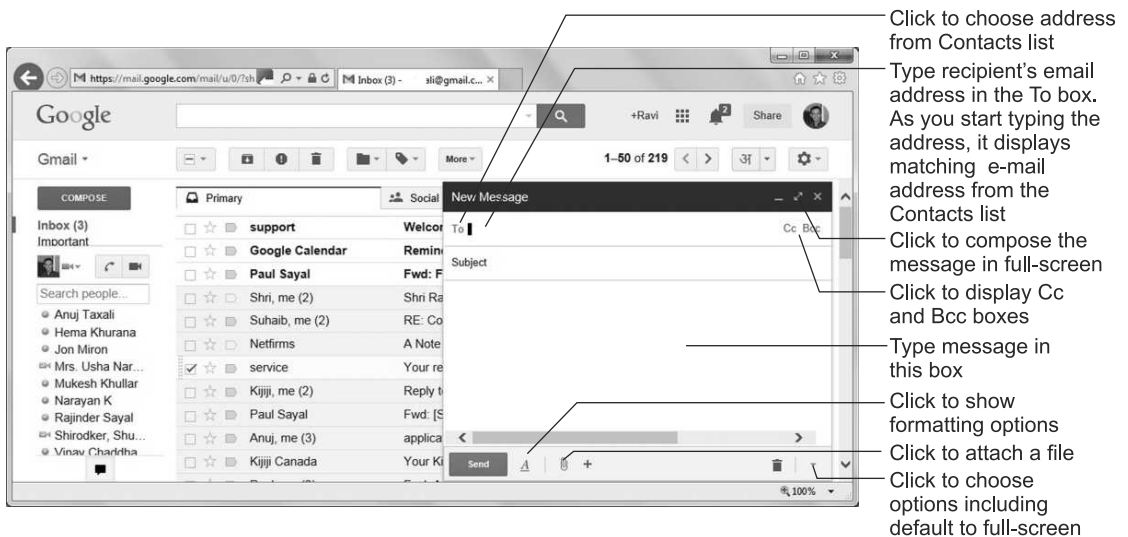 https://mail.google.com/mail/u/0/?sh
Inbox (3) - ali@gmail.c...
Google
+Ravi
2
Share
Gmail
More
1–50 of 219
अ
COMPOSE
Inbox (3)
Important
Search people...
Anuj Taxali
Hema Khurana
Jon Miron
Mrs. Usha Nar...
Mukesh Khullar
Narayan K
Rajinder Sayal
Shirodker, Shu...
Vinay Chaddha
Primary
Social
support Welcor
Google Calendar Remin
Paul Sayal Fwd: F
Shri, me (2) Shri Ra
Suhaib, me (2) RE: Co
Netfirms A Note
service Your re
Kijiji, me (2) Reply t
Paul Sayal Fwd: [S
Anuj, me (3) applica
Kijiji Canada Your Ki
New Message
To
Cc Bcc
Subject
Send
A
100%
Click to choose address
from Contacts list
Type recipient's email
address in the To box.
As you start typing the
address, it displays
matching e-mail
address from the
Contacts list
Click to compose the
message in full-screen
Click to display Cc
and Bcc boxes
Type message in
this box
Click to show
formatting options
Click to attach a file
Click to choose
options including
default to full-screen